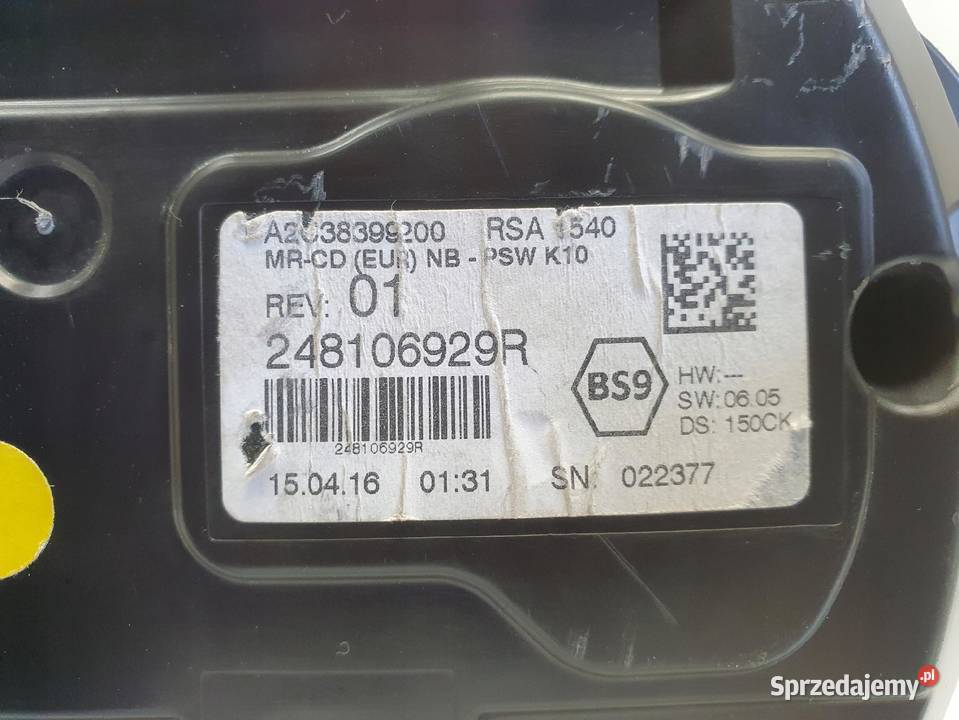 A2C38399200 RSA 1540
MR-CD (EUR) NB - PSW K10
REV: 01
248106929R
BS9
HW:---
SW:06.05
DS: 150CK
248106929R
15.04.16 01:31 SN: 022377
Sprzedajemy.pl